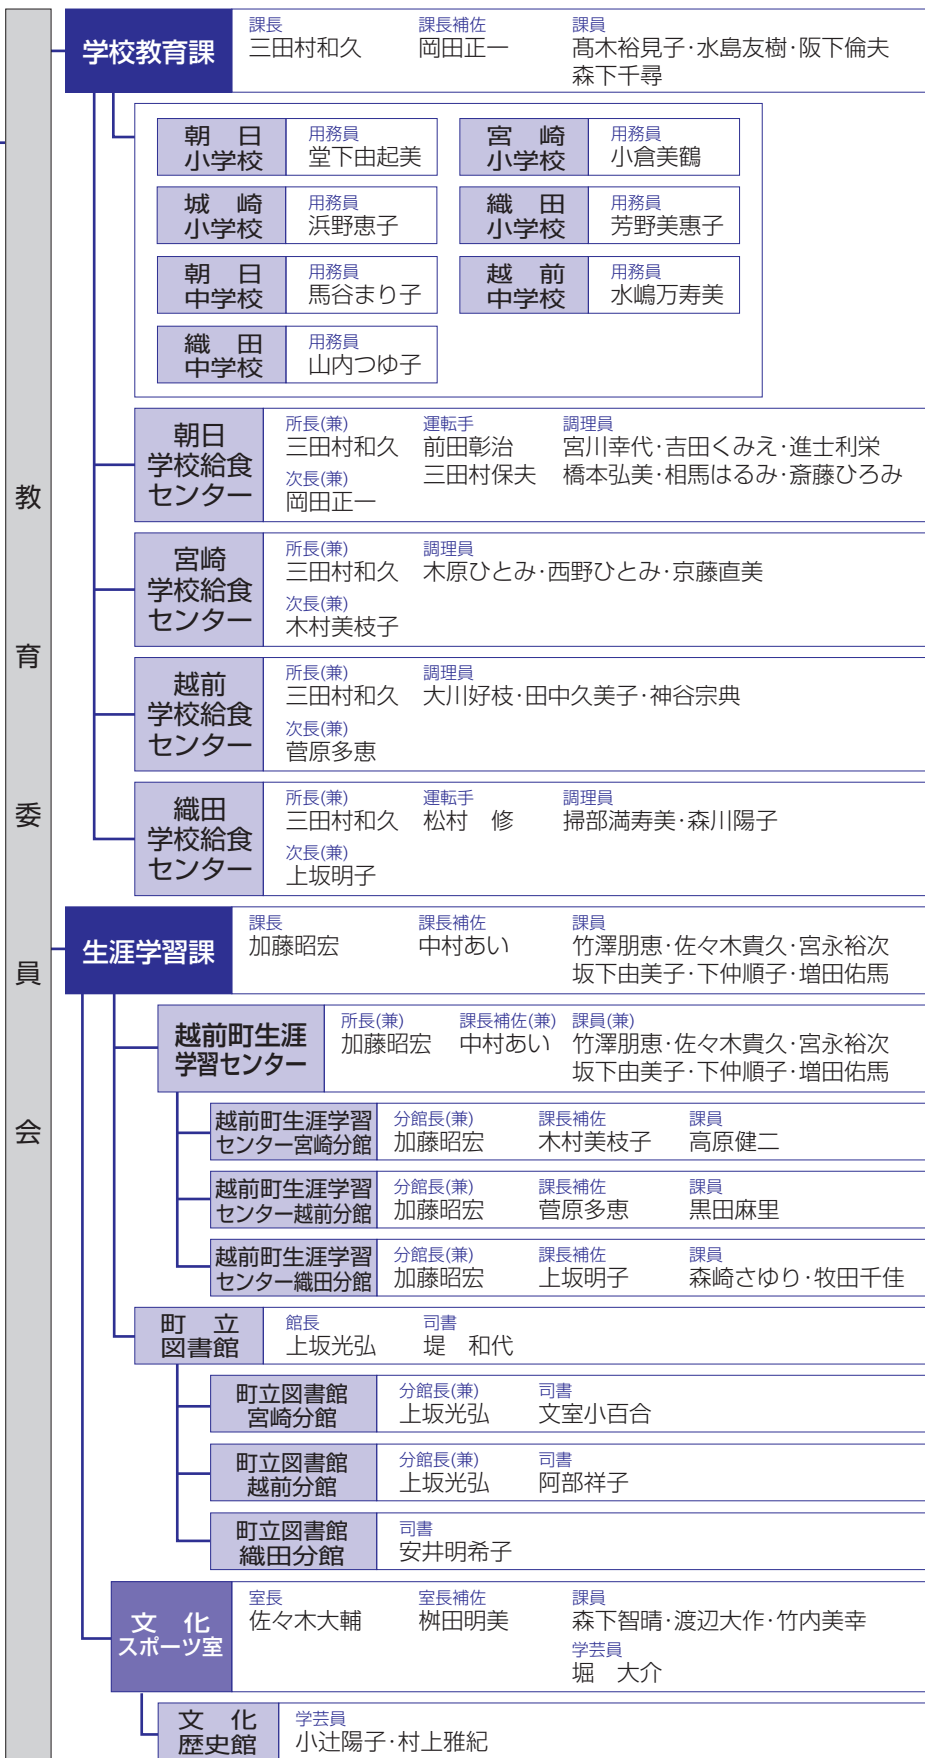 教育委員会
学校教育課
課長 課長補佐 課員
三田村和久 岡田正一 髙木裕見子・水島友樹・阪下倫夫
森下千尋
朝　日
小学校
用務員
堂下由起美
宮　崎
小学校
用務員
小倉美鶴
城　崎
小学校
用務員
浜野恵子
織　田
小学校
用務員
芳野美惠子
朝　日
中学校
用務員
馬谷まり子
越　前
中学校
用務員
水嶋万寿美
織　田
中学校
用務員
山内つゆ子
朝日
学校給食
センター
所長(兼) 運転手 調理員
三田村和久 前田彰治 宮川幸代・吉田くみえ・進士利栄
三田村保夫 橋本弘美・相馬はるみ・斎藤ひろみ
次長(兼)
岡田正一
宮崎
学校給食
センター
所長(兼) 調理員
三田村和久 木原ひとみ・西野ひとみ・京藤直美
次長(兼)
木村美枝子
越前
学校給食
センター
所長(兼) 調理員
三田村和久 大川好枝・田中久美子・神谷宗典
次長(兼)
菅原多恵
織田
学校給食
センター
所長(兼) 運転手 調理員
三田村和久 松村　修 掃部満寿美・森川陽子
次長(兼)
上坂明子
生涯学習課
課長 課長補佐 課員
加藤昭宏 中村あい 竹澤朋恵・佐々木貴久・宮永裕次
坂下由美子・下仲順子・増田佑馬
越前町生涯
学習センター
所長(兼) 課長補佐(兼) 課員(兼)
加藤昭宏 中村あい 竹澤朋恵・佐々木貴久・宮永裕次
坂下由美子・下仲順子・増田佑馬
越前町生涯学習
センター宮崎分館
分館長(兼) 課長補佐 課員
加藤昭宏 木村美枝子 高原健二
越前町生涯学習
センター越前分館
分館長(兼) 課長補佐 課員
加藤昭宏 菅原多恵 黒田麻里
越前町生涯学習
センター織田分館
分館長(兼) 課長補佐 課員
加藤昭宏 上坂明子 森崎さゆり・牧田千佳
町　立
図書館
館長 司書
上坂光弘 堤　和代
町立図書館
宮崎分館
分館長(兼) 司書
上坂光弘 文室小百合
町立図書館
越前分館
分館長(兼) 司書
上坂光弘 阿部祥子
町立図書館
織田分館
司書
安井明希子
文　化
スポーツ室
室長 室長補佐 課員
佐々木大輔 桝田明美 森下智晴・渡辺大作・竹内美幸
学芸員
堀　大介
文　化
歴史館
学芸員
小辻陽子・村上雅紀